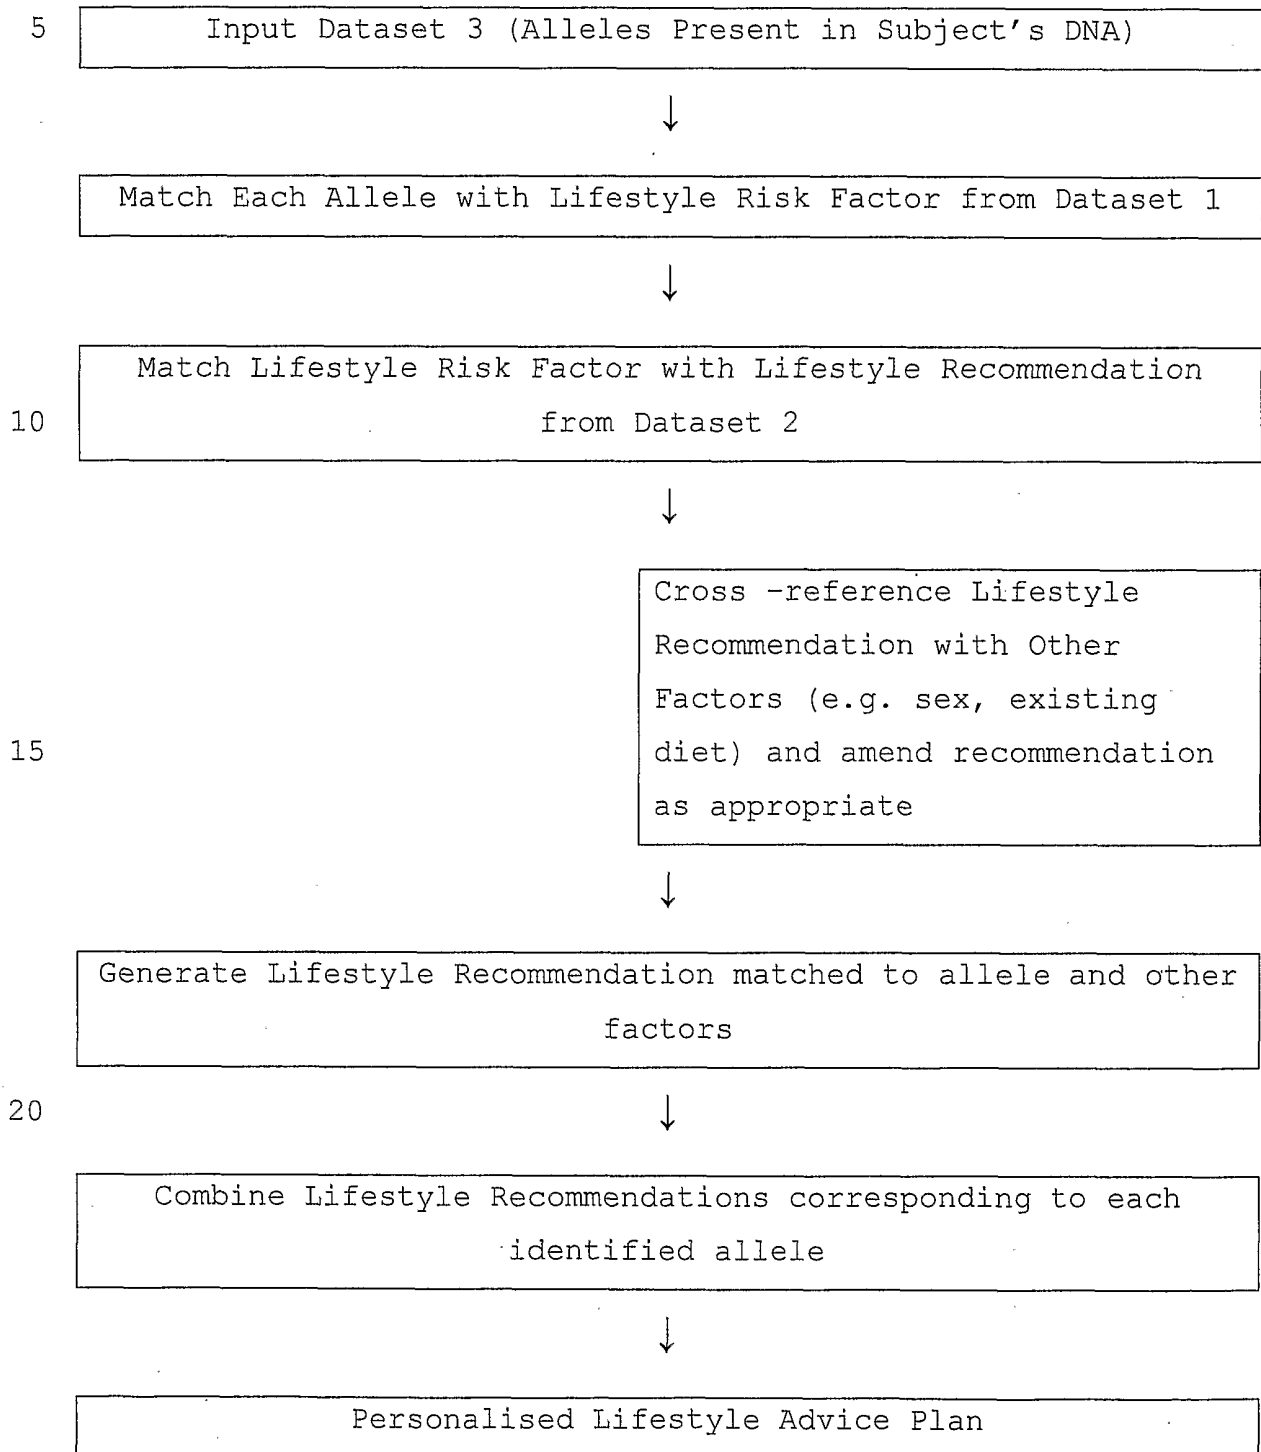 5 Input Dataset 3 (Alleles Present in Subject's DNA)
↓
Match Each Allele with Lifestyle Risk Factor from Dataset 1
↓
Match Lifestyle Risk Factor with Lifestyle Recommendation
10 from Dataset 2
↓
Cross -reference Lifestyle
Recommendation with Other
Factors (e.g. sex, existing
15 diet) and amend recommendation
as appropriate
↓
Generate Lifestyle Recommendation matched to allele and other
factors
20 ↓
Combine Lifestyle Recommendations corresponding to each
identified allele
↓
Personalised Lifestyle Advice Plan